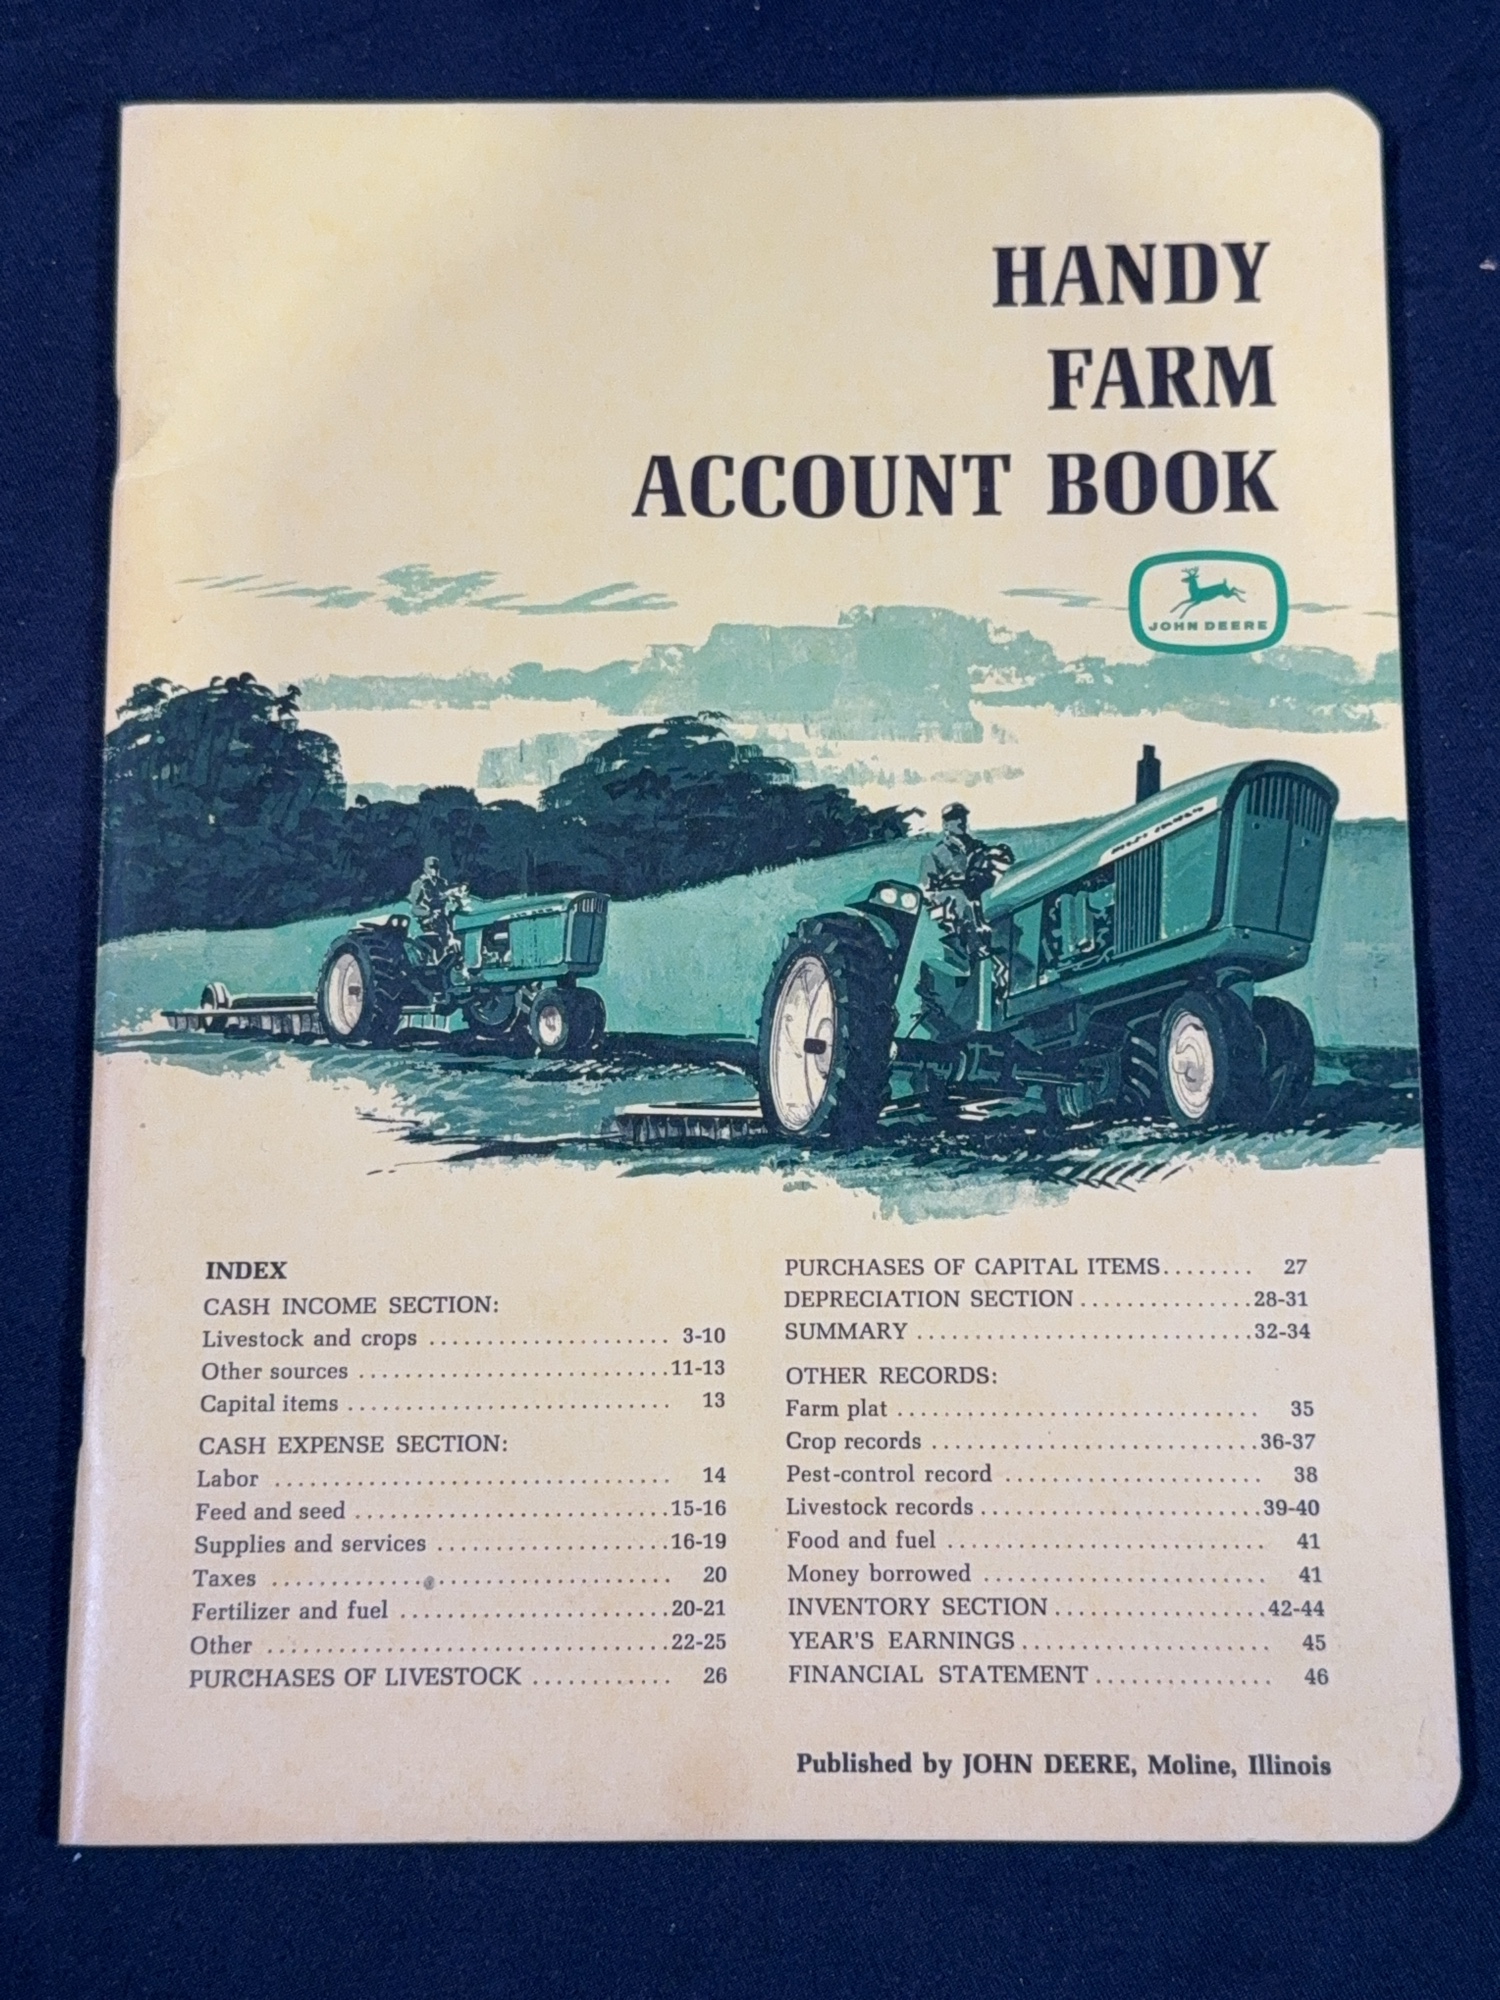 HANDY
FARM
ACCOUNT BOOK
JOHN DEERE
INDEX
CASH INCOME SECTION:
Livestock and crops ........................ 3-10
Other sources ..............................11-13
Capital items .............................. 13
CASH EXPENSE SECTION:
Labor ..................................... 14
Feed and seed ..............................15-16
Supplies and services ......................16-19
Taxes ..................................... 20
Fertilizer and fuel .........................20-21
Other .....................................22-25
PURCHASES OF LIVESTOCK ............ 26
PURCHASES OF CAPITAL ITEMS........ 27
DEPRECIATION SECTION ...............28-31
SUMMARY .............................32-34
OTHER RECORDS:
Farm plat ................................. 35
Crop records ..............................36-37
Pest-control record ........................ 38
Livestock records ..........................39-40
Food and fuel .............................. 41
Money borrowed ........................... 41
INVENTORY SECTION ...................42-44
YEAR'S EARNINGS ...................... 45
FINANCIAL STATEMENT ............... 46
Published by JOHN DEERE, Moline, Illinois